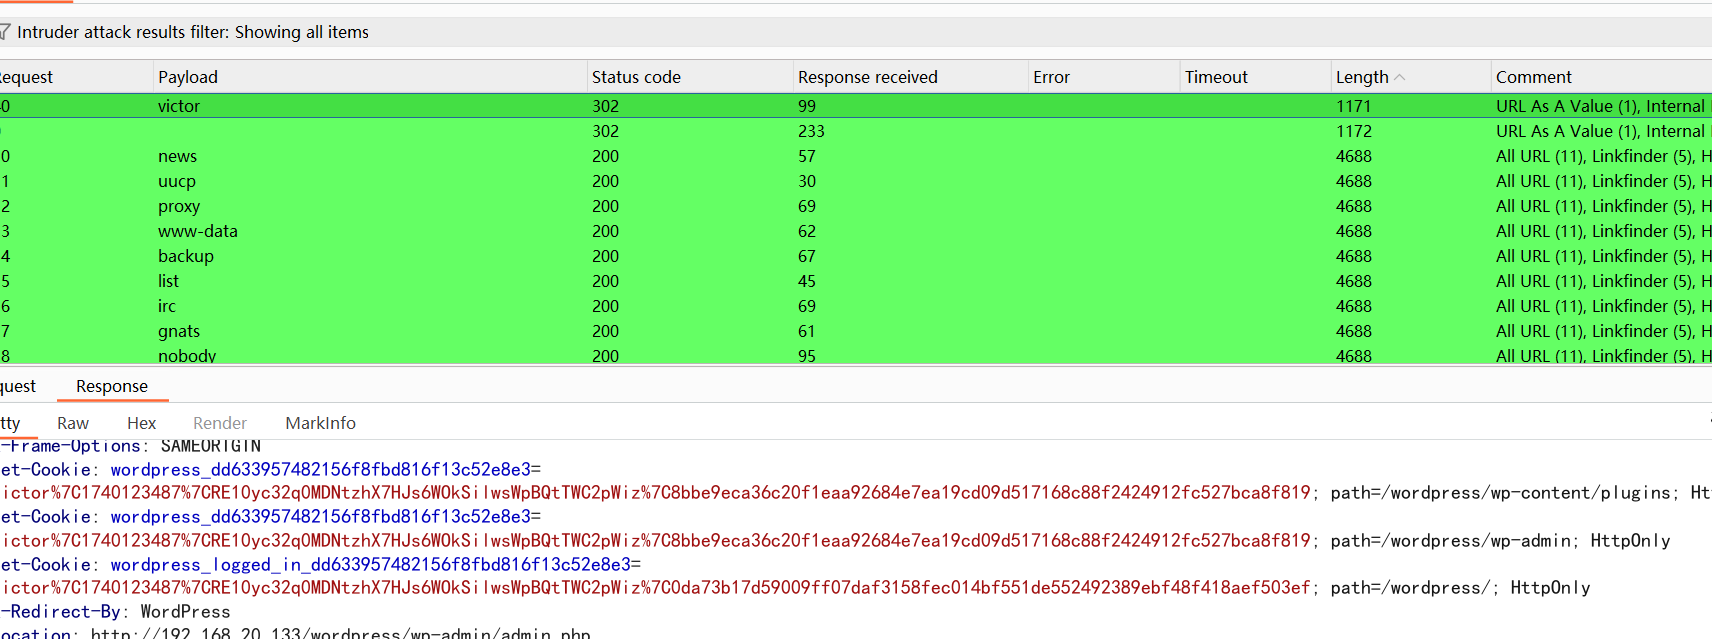 Intruder attack results filter: Showing all items
Request Payload Status code Response received Error Timeout Length Comment
0 victor 302 99 1171 URL As A Value (1), Internal
302 233 1172 URL As A Value (1), Internal
0 news 200 57 4688 All URL (11), Linkfinder (5), H
1 uucp 200 30 4688 All URL (11), Linkfinder (5), H
2 proxy 200 69 4688 All URL (11), Linkfinder (5), H
3 www-data 200 62 4688 All URL (11), Linkfinder (5), H
4 backup 200 67 4688 All URL (11), Linkfinder (5), H
5 list 200 45 4688 All URL (11), Linkfinder (5), H
6 irc 200 69 4688 All URL (11), Linkfinder (5), H
7 gnats 200 61 4688 All URL (11), Linkfinder (5), H
8 nobody 200 95 4688 All URL (11), Linkfinder (5), H
quest Response
tty Raw Hex Render MarkInfo
-Frame-Options: SAMEORIGIN
et-Cookie: wordpress_dd633957482156f8fbd816f13c52e8e3=
ictor%7C1740123487%7CRE10yc32q0MDNtzhX7HJs6WOkSilwsWpBQtTWC2pWiz%7C8bbe9eca36c20f1eaa92684e7ea19cd09d517168c88f2424912fc527bca8f819; path=/wordpress/wp-content/plugins; Ht
et-Cookie: wordpress_dd633957482156f8fbd816f13c52e8e3=
ictor%7C1740123487%7CRE10yc32q0MDNtzhX7HJs6WOkSilwsWpBQtTWC2pWiz%7C8bbe9eca36c20f1eaa92684e7ea19cd09d517168c88f2424912fc527bca8f819; path=/wordpress/wp-admin; HttpOnly
et-Cookie: wordpress_logged_in_dd633957482156f8fbd816f13c52e8e3=
ictor%7C1740123487%7CRE10yc32q0MDNtzhX7HJs6WOkSilwsWpBQtTWC2pWiz%7C0da73b17d59009ff07daf3158fec014bf551de552492389ebf48f418aef503ef; path=/wordpress/; HttpOnly
-Redirect-By: WordPress
ocation: http://192.168.20.133/wordpress/wp-admin/admin.php